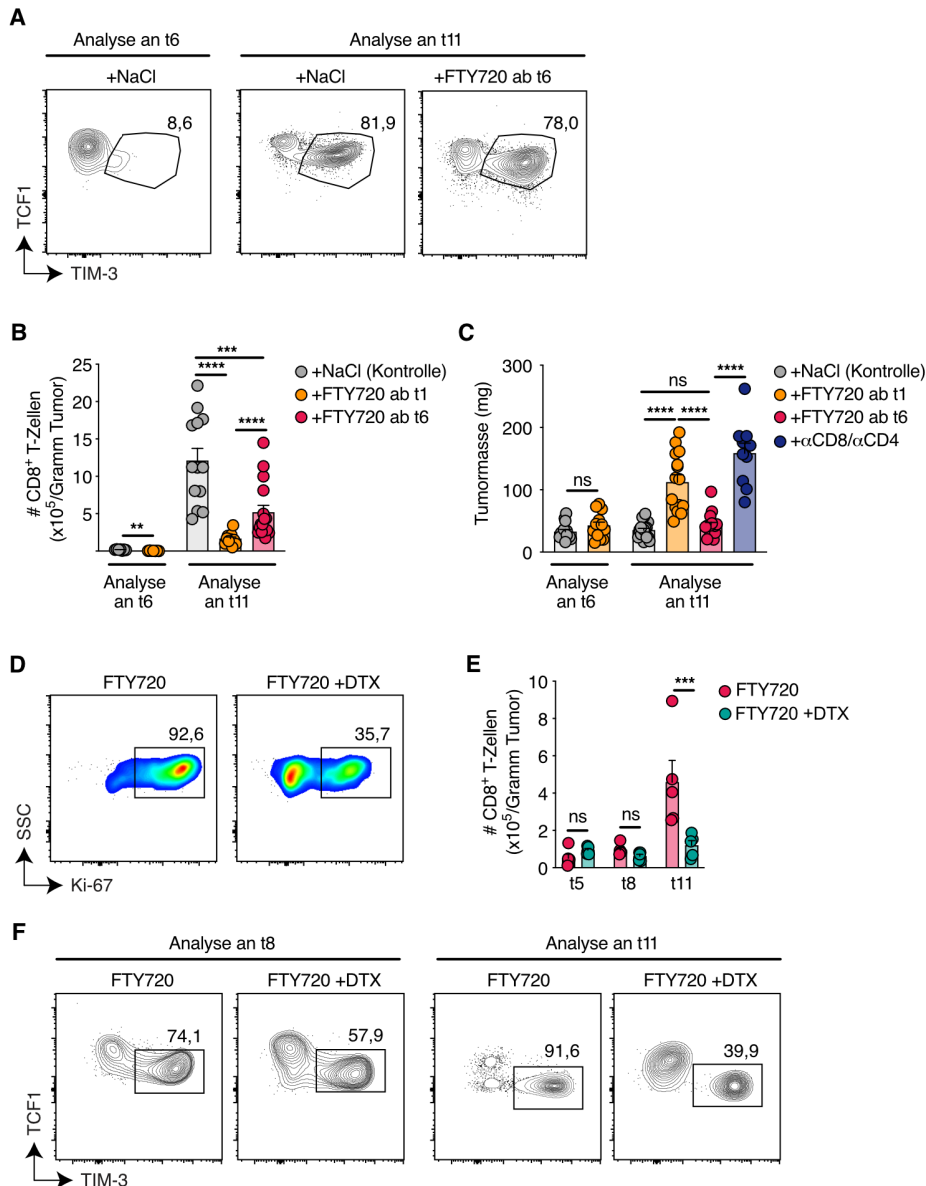 A
Analyse an t6
Analyse an t11
+NaCl
+NaCl
+FTY720 ab t6
8,6
81,9
78,0
TCF1
TIM-3
B
# CD8+ T-Zellen
(x10⁵/Gramm Tumor)
25
20
15
10
5
0
***
****
****
**
Analyse
an t6
Analyse
an t11
+NaCl (Kontrolle)
+FTY720 ab t1
+FTY720 ab t6
C
Tumormasse (mg)
300
200
100
0
ns
ns
****
****
****
Analyse
an t6
Analyse
an t11
+NaCl (Kontrolle)
+FTY720 ab t1
+FTY720 ab t6
+αCD8/αCD4
D
FTY720
FTY720 +DTX
92,6
35,7
SSC
Ki-67
E
# CD8+ T-Zellen
(x10⁵/Gramm Tumor)
10
8
6
4
2
0
ns
ns
***
t5
t8
t11
FTY720
FTY720 +DTX
F
Analyse an t8
Analyse an t11
FTY720
FTY720 +DTX
FTY720
FTY720 +DTX
74,1
57,9
91,6
39,9
TCF1
TIM-3